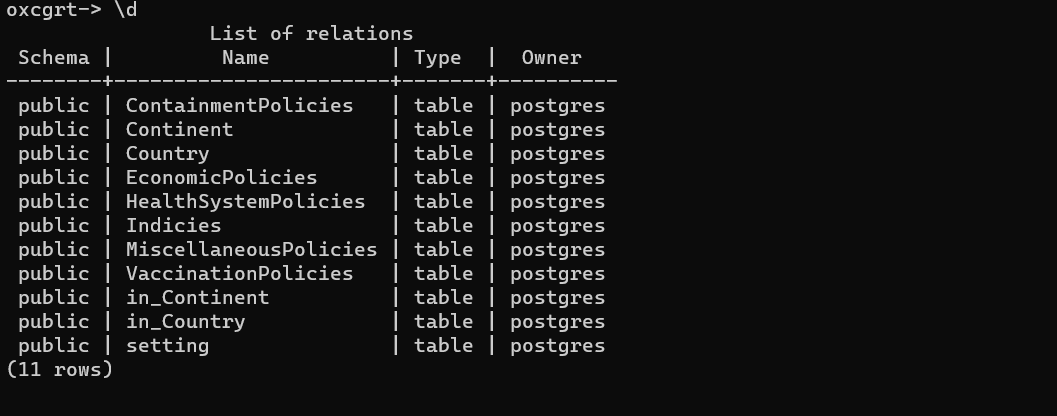 oxcgrt-> \d
                 List of relations
 Schema |         Name          | Type  |  Owner
--------+-----------------------+-------+----------
 public | ContainmentPolicies   | table | postgres
 public | Continent             | table | postgres
 public | Country               | table | postgres
 public | EconomicPolicies      | table | postgres
 public | HealthSystemPolicies  | table | postgres
 public | Indicies              | table | postgres
 public | MiscellaneousPolicies | table | postgres
 public | VaccinationPolicies   | table | postgres
 public | in_Continent          | table | postgres
 public | in_Country            | table | postgres
 public | setting               | table | postgres
(11 rows)